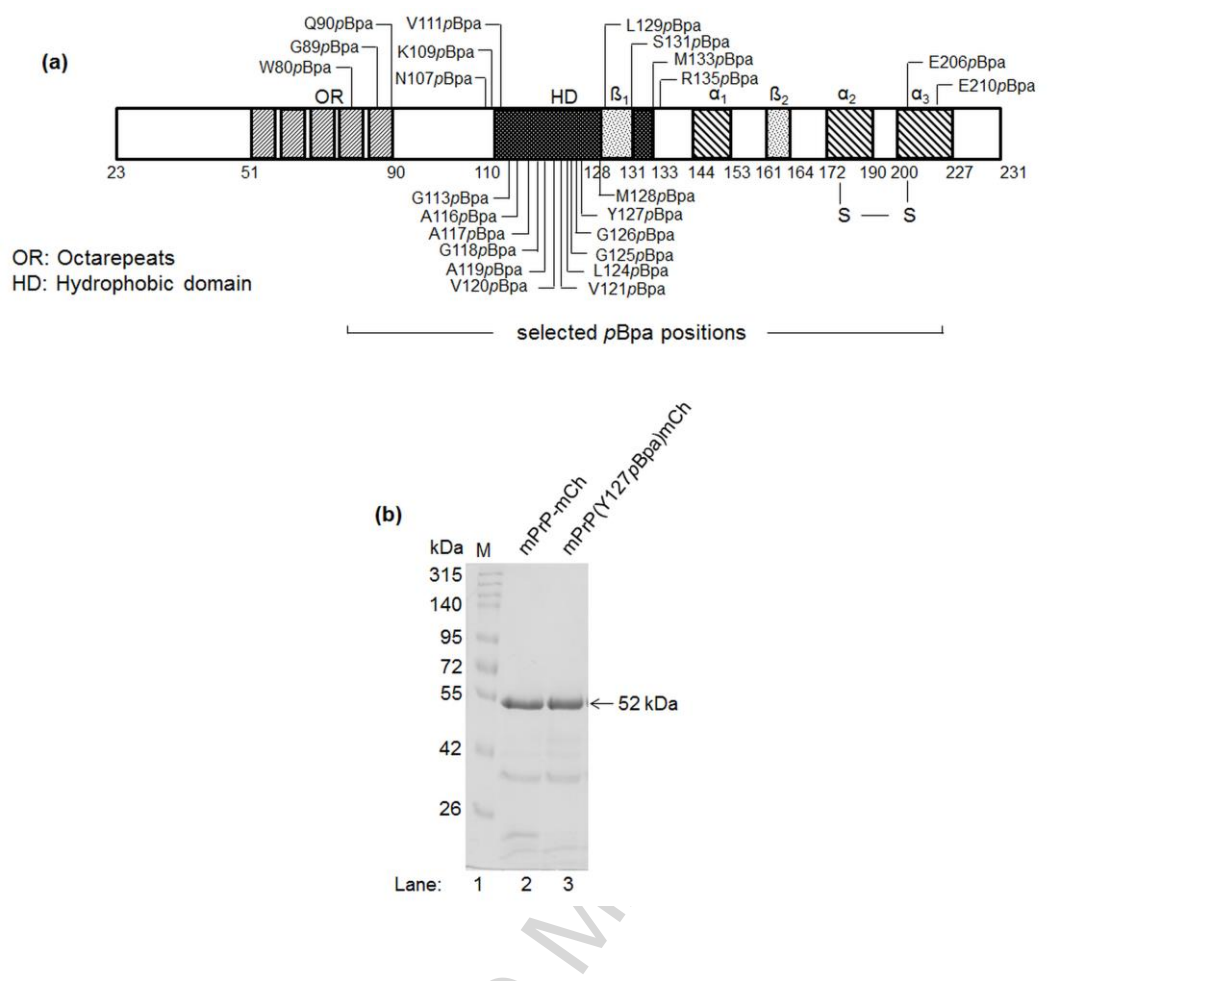 (a)
Q90pBpa
G89pBpa
W80pBpa
V111pBpa
K109pBpa
N107pBpa
L129pBpa
S131pBpa
M133pBpa
R135pBpa
E206pBpa
E210pBpa
OR HD ß1 α1 ß2 α2 α3
23 51 90 110 128 131 133 144 153 161 164 172 190 200 227 231
G113pBpa
A116pBpa
A117pBpa
G118pBpa
A119pBpa
V120pBpa
M128pBpa
Y127pBpa
G126pBpa
G125pBpa
L124pBpa
V121pBpa
S S
OR: Octarepeats
HD: Hydrophobic domain
selected pBpa positions
(b)
mPrP-mCh
mPrP(Y127pBpa)mCh
kDa M
315
140
95
72
55
52 kDa
42
26
Lane: 1 2 3